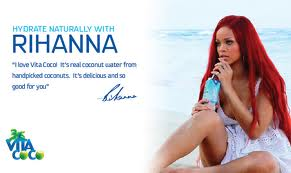 HYDRATE NATURALLY WITH
RIHANNA
"I love Vita Coco! It's real coconut water from
handpicked coconuts. It's delicious and so
good for you"
Rihanna
VITA
COCO